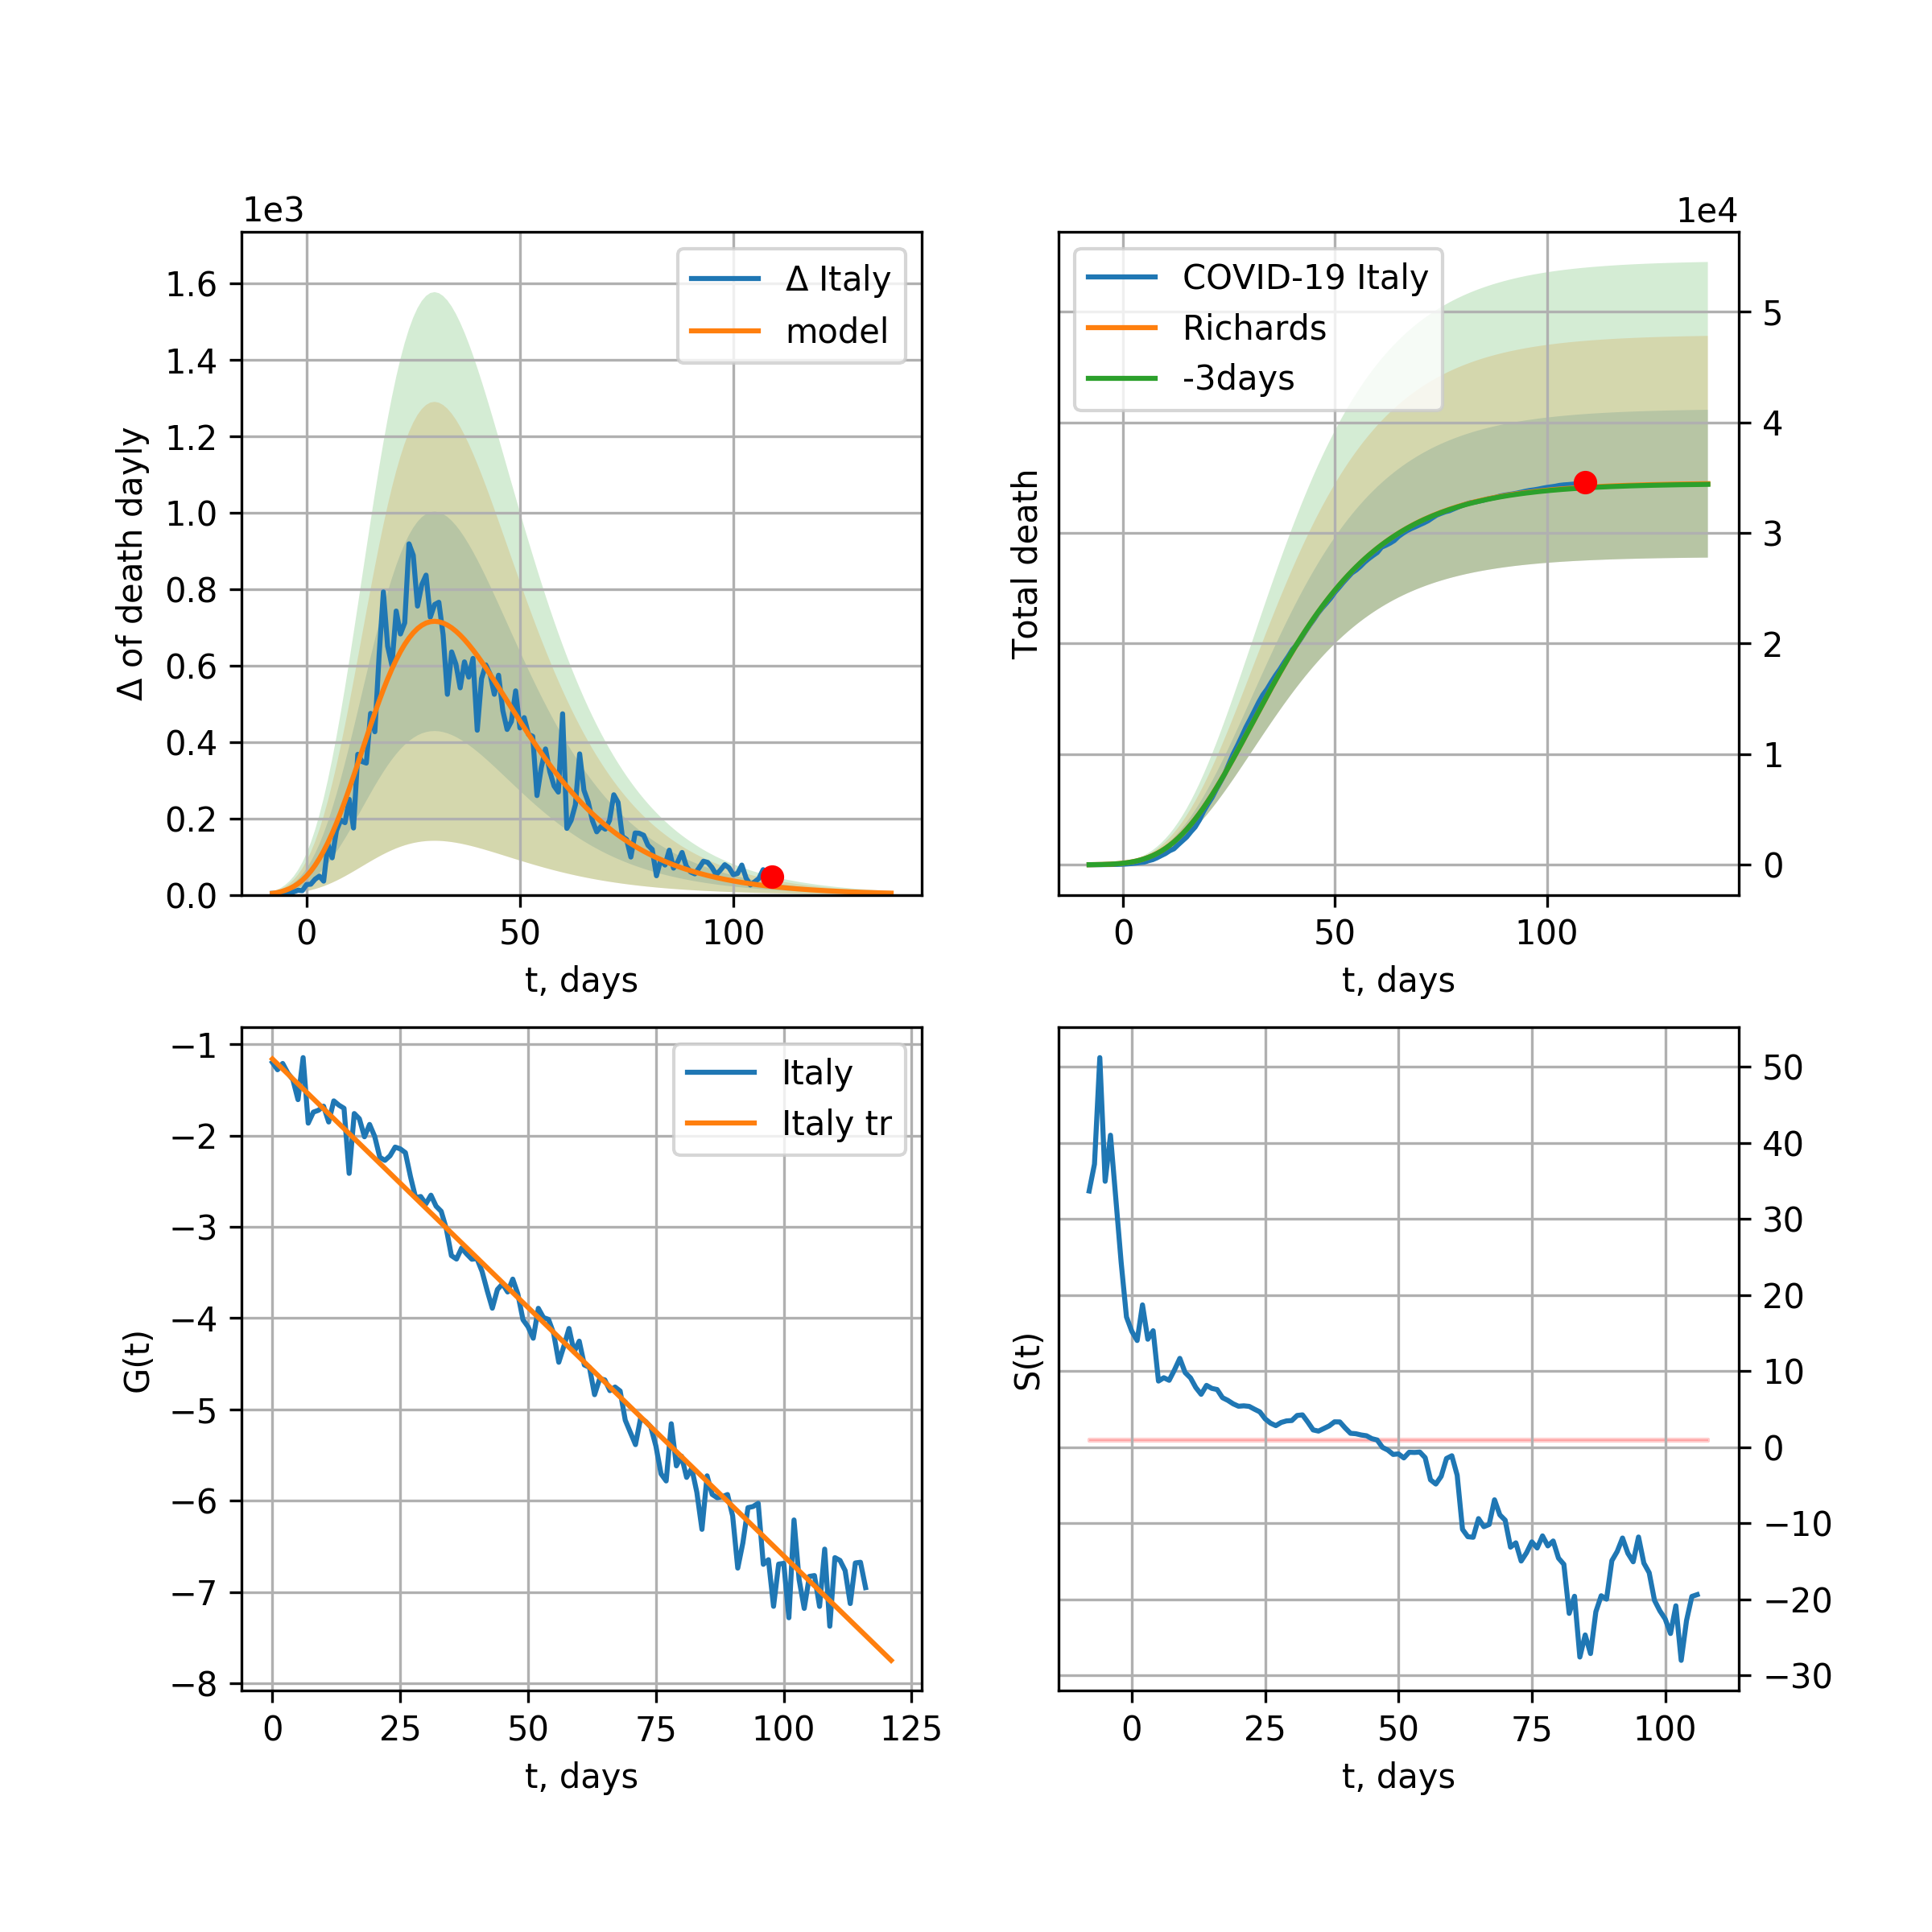 1e3
Δ of death dayly
1.6
1.4
1.2
1.0
0.8
0.6
0.4
0.2
0.0
Δ Italy
model
0 50 100
t, days
1e4
Total death
COVID-19 Italy
Richards
-3days
5
4
3
2
1
0
0 50 100
t, days
G(t)
−1
−2
−3
−4
−5
−6
−7
−8
Italy
Italy tr
0 25 50 75 100 125
t, days
S(t)
50
40
30
20
10
0
−10
−20
−30
0 25 50 75 100
t, days